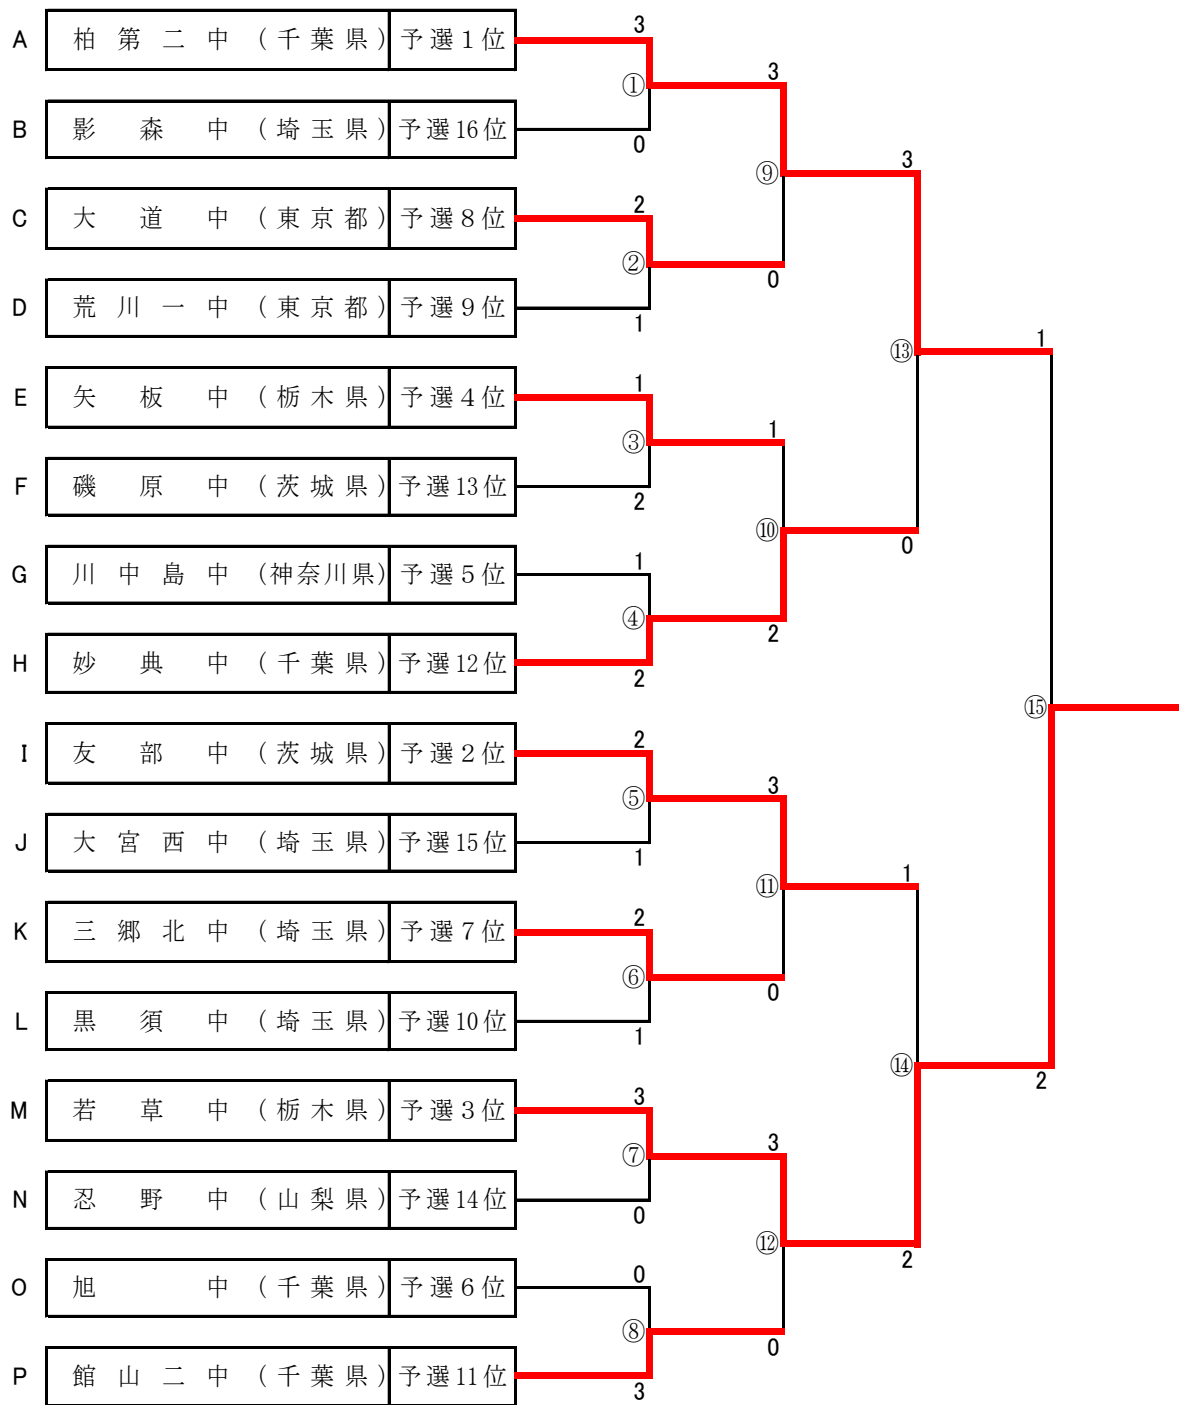 3
A 柏第二中 (千葉県) 予選1位
3
①
B 影森中 (埼玉県) 予選16位
0
⑨
3
C 大道中 (東京都) 予選8位
2
②
0
D 荒川一中 (東京都) 予選9位
1
⑬
1
E 矢板中 (栃木県) 予選4位
1
③
1
F 磯原中 (茨城県) 予選13位
2
⑩
0
G 川中島中 (神奈川県) 予選5位
1
④
2
H 妙典中 (千葉県) 予選12位
2
⑮
I 友部中 (茨城県) 予選2位
2
⑤
3
J 大宮西中 (埼玉県) 予選15位
1
⑪
1
K 三郷北中 (埼玉県) 予選7位
2
⑥
0
L 黒須中 (埼玉県) 予選10位
1
⑭
2
M 若草中 (栃木県) 予選3位
3
⑦
3
N 忍野中 (山梨県) 予選14位
0
⑫
2
O 旭中 (千葉県) 予選6位
0
⑧
0
P 館山二中 (千葉県) 予選11位
3